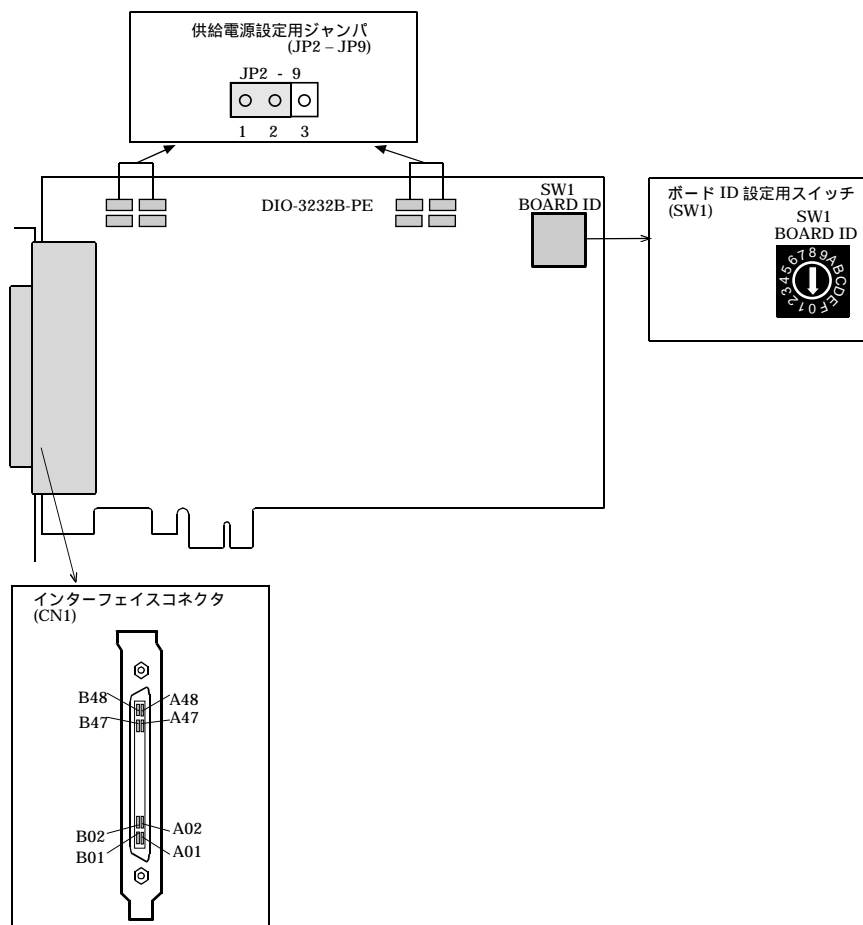 供給電源設定用ジャンパ
(JP2 – JP9)
JP2 - 9
1 2 3
DIO-3232B-PE
SW1
BOARD ID
ボード ID 設定用スイッチ
(SW1)
SW1
BOARD ID
0123456789ABCDEF
インターフェイスコネクタ
(CN1)
B48
A48
B47
A47
B02
A02
B01
A01